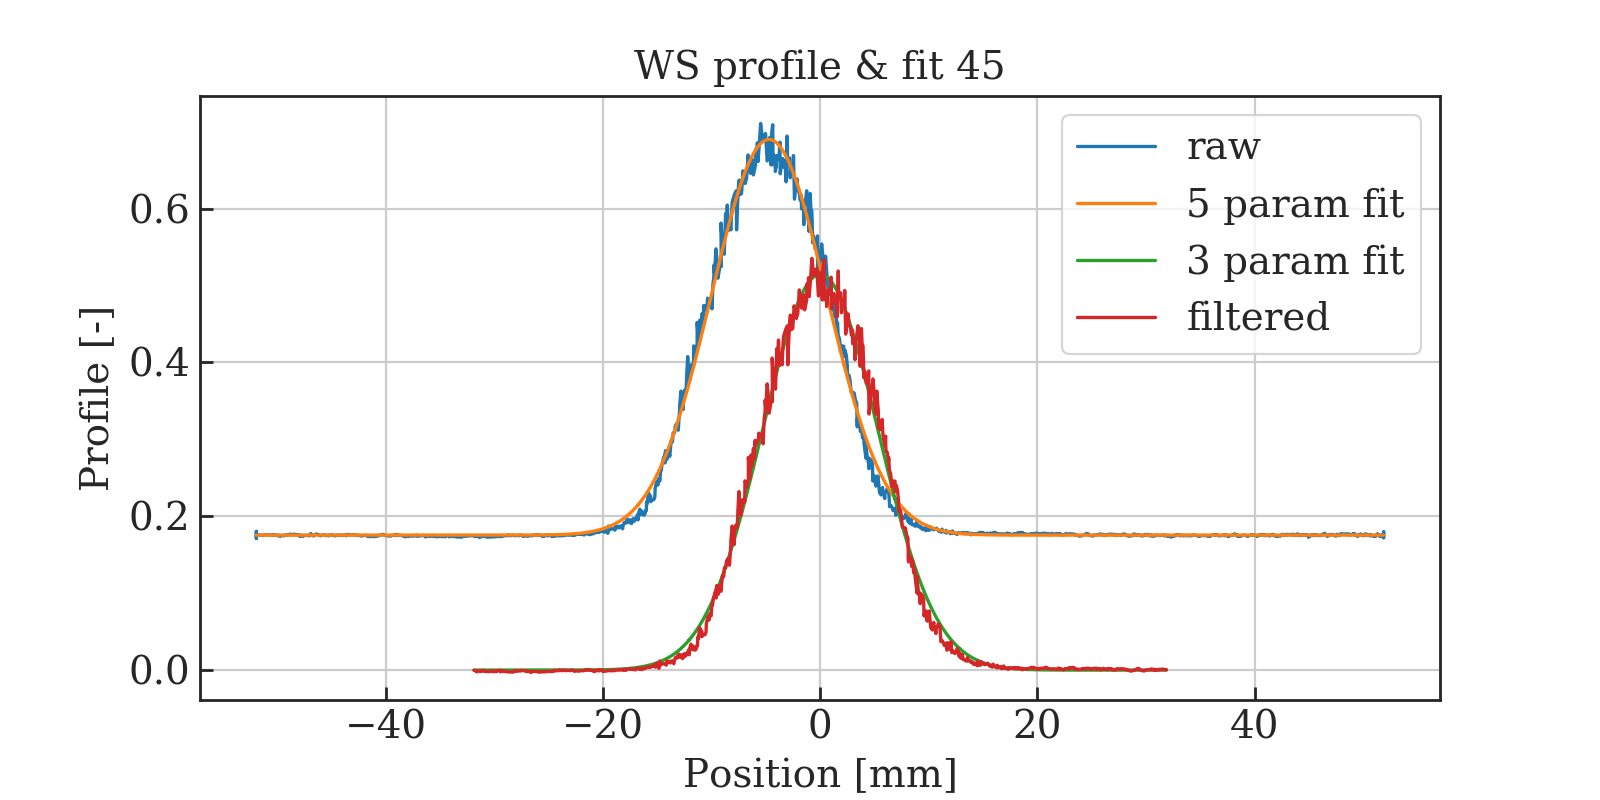 WS profile & fit 45
raw
5 param fit
3 param fit
filtered
Profile [-]
0.6
0.4
0.2
0.0
−40 −20 0 20 40
Position [mm]